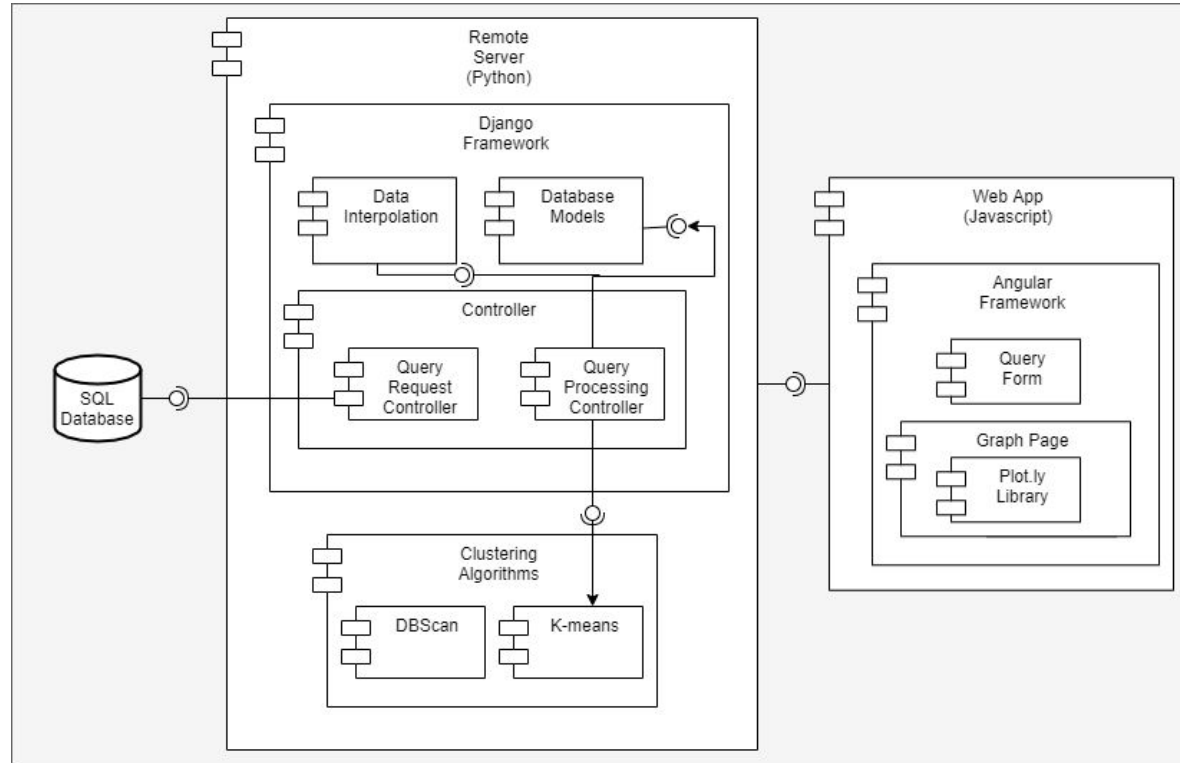 Remote
Server
(Python)
Django
Framework
Data
Interpolation
Database
Models
Controller
Query
Request
Controller
Query
Processing
Controller
SQL
Database
Clustering
Algorithms
DBScan
K-means
Web App
(Javascript)
Angular
Framework
Query
Form
Graph Page
Plot.ly
Library